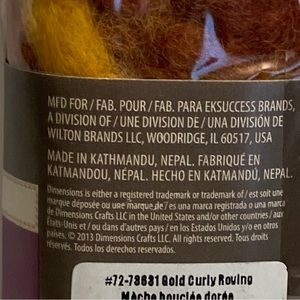 MFD FOR / FAB. POUR / FAB. PARA EKSUCCESS BRANDS,
A DIVISION OF / UNE DIVISION DE / UNA DIVISIÓN DE
WILTON BRANDS LLC, WOODRIDGE, IL 60517, USA
MADE IN KATHMANDU, NEPAL. FABRIQUÉ EN
KATMANDOU, NÉPAL. HECHO EN KATMANDÚ, NEPAL.
Dimensions is either a registered trademark or trademark of / est soit une
marque déposée ou une marque de / es una marca registrada o una marca
de Dimensions Crafts LLC in the United States and/or other countries / aux
États-Unis et / ou dans d'autres pays / en los Estados Unidos y/o en otros
países. © 2013 Dimensions Crafts LLC. All rights reserved. Tous droits
réservés. Todos los derechos reservados.
#72-73631 Gold Curly Roving
Mèche bouclée dorée